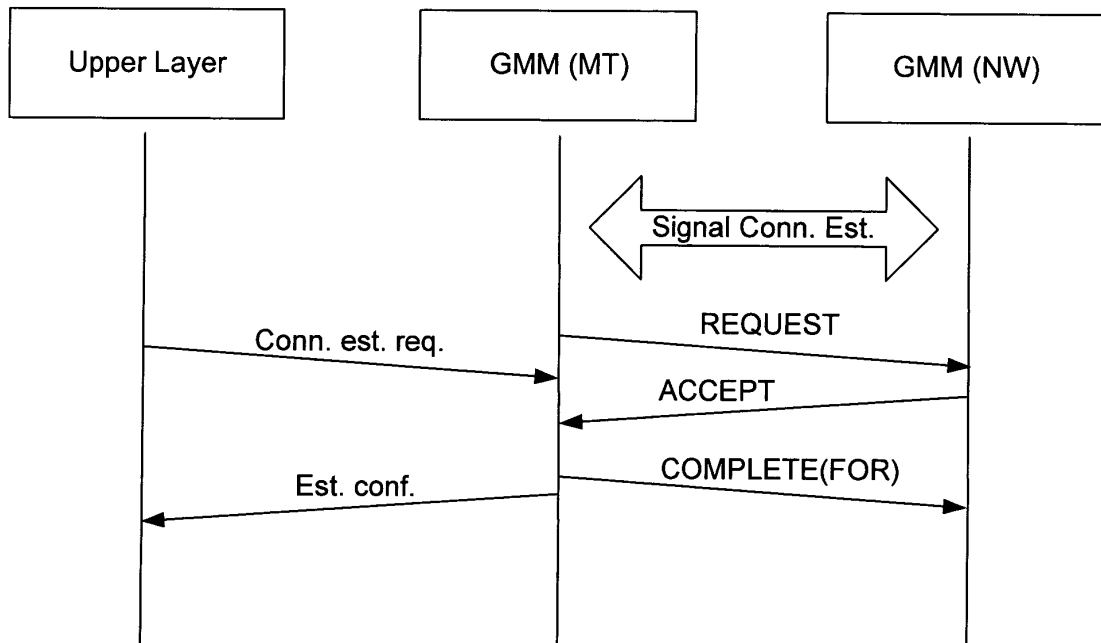 Upper Layer
GMM (MT)
GMM (NW)
Signal Conn. Est.
Conn. est. req.
REQUEST
ACCEPT
Est. conf.
COMPLETE(FOR)